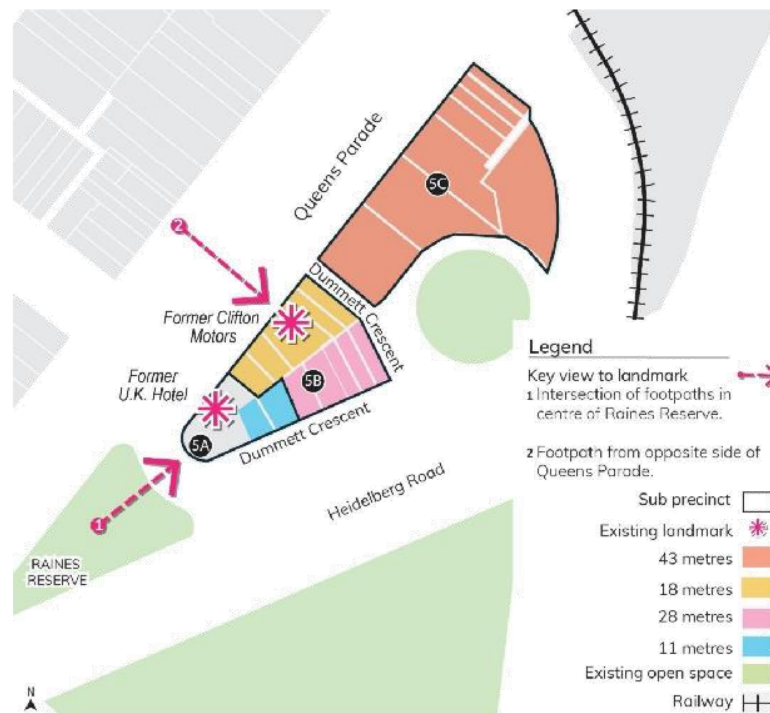 Queens Parade
5C
2
Dummett Crescent
Former Clifton
Motors
Former
U.K. Hotel
5B
5A
Dummett Crescent
Heidelberg Road
1
RAINES
RESERVE
N
Legend
Key view to landmark
1 Intersection of footpaths in
centre of Raines Reserve.
2 Footpath from opposite side of
Queens Parade.
Sub precinct
Existing landmark
43 metres
18 metres
28 metres
11 metres
Existing open space
Railway